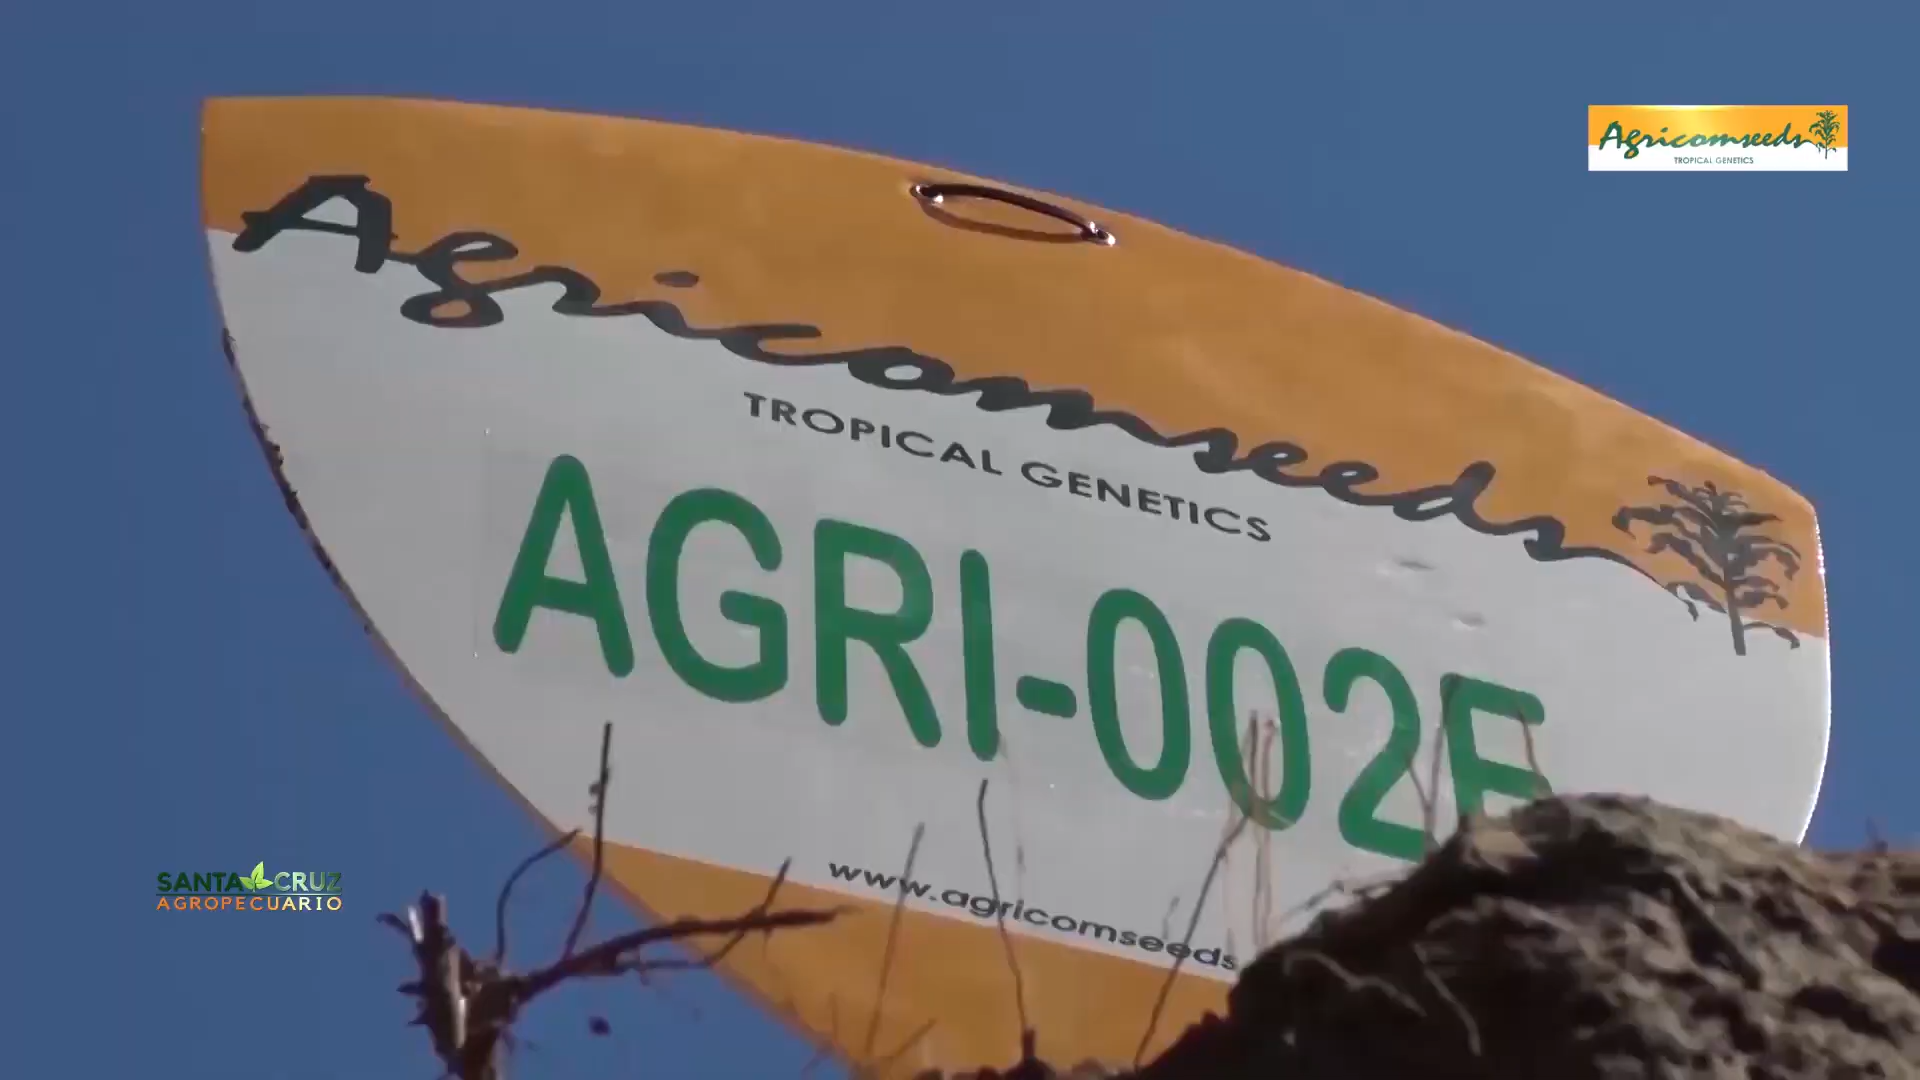 Agricomseeds
TROPICAL GENETICS
Agricomseeds
TROPICAL GENETICS
AGRI-002E
www.agricomseeds
SANTA CRUZ
AGROPECUARIO